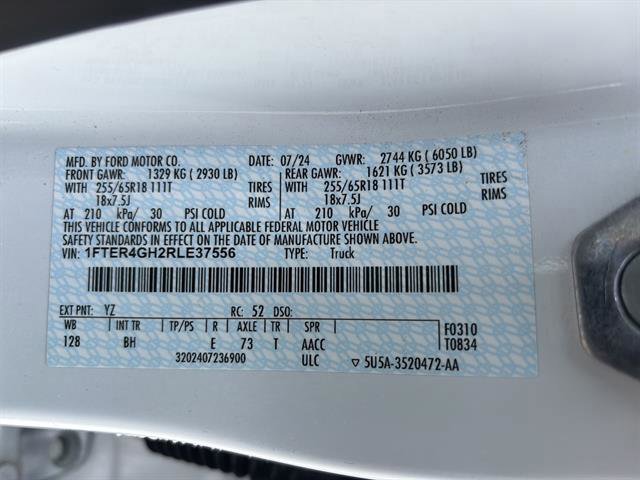 MFD. BY FORD MOTOR CO. DATE: 07/24 GVWR: 2744 KG ( 6050 LB)
FRONT GAWR: 1329 KG ( 2930 LB) REAR GAWR: 1621 KG ( 3573 LB)
WITH 255/65R18 111T TIRES WITH 255/65R18 111T TIRES
18x7.5J RIMS 18x7.5J RIMS
AT 210 kPa/ 30 PSI COLD AT 210 kPa/ 30 PSI COLD
THIS VEHICLE CONFORMS TO ALL APPLICABLE FEDERAL MOTOR VEHICLE
SAFETY STANDARDS IN EFFECT ON THE DATE OF MANUFACTURE SHOWN ABOVE.
VIN: 1FTER4GH2RLE37556 TYPE: Truck
EXT PNT: YZ RC: 52 DSO:
WB INT TR TP/PS R AXLE TR SPR F0310
128 BH E 73 T AACC T0834
3202407236900 ULC ▽ 5U5A-3520472-AA